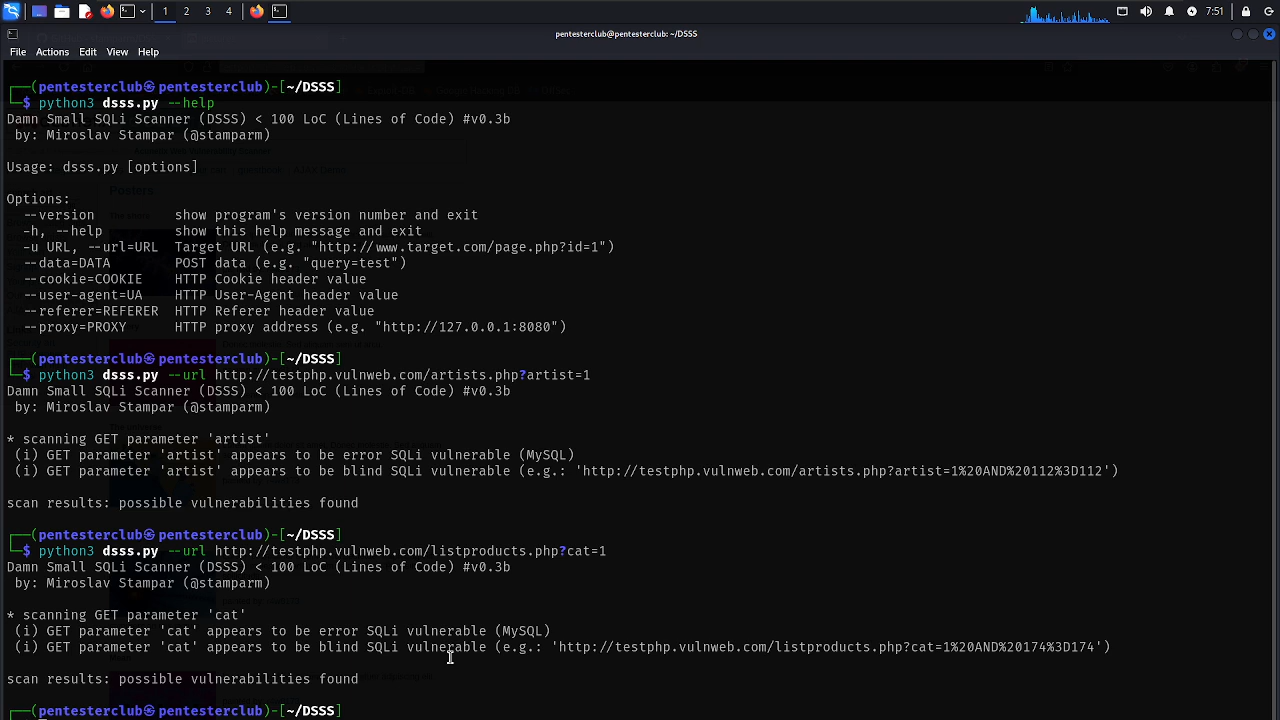 1 2 3 4 7:51
pentesterclub@pentesterclub: ~/DSSS
File Actions Edit View Help
┌──(pentesterclub㉿pentesterclub)-[~/DSSS]
└─$ python3 dsss.py --help
Damn Small SQLi Scanner (DSSS) < 100 LoC (Lines of Code) #v0.3b
by: Miroslav Stampar (@stamparm)
Usage: dsss.py [options]
Options:
--version show program's version number and exit
-h, --help show this help message and exit
-u URL, --url=URL Target URL (e.g. "http://www.target.com/page.php?id=1")
--data=DATA POST data (e.g. "query=test")
--cookie=COOKIE HTTP Cookie header value
--user-agent=UA HTTP User-Agent header value
--referer=REFERER HTTP Referer header value
--proxy=PROXY HTTP proxy address (e.g. "http://127.0.0.1:8080")
┌──(pentesterclub㉿pentesterclub)-[~/DSSS]
└─$ python3 dsss.py --url http://testphp.vulnweb.com/artists.php?artist=1
Damn Small SQLi Scanner (DSSS) < 100 LoC (Lines of Code) #v0.3b
by: Miroslav Stampar (@stamparm)
* scanning GET parameter 'artist'
(i) GET parameter 'artist' appears to be error SQLi vulnerable (MySQL)
(i) GET parameter 'artist' appears to be blind SQLi vulnerable (e.g.: 'http://testphp.vulnweb.com/artists.php?artist=1%20AND%20112%3D112')
scan results: possible vulnerabilities found
┌──(pentesterclub㉿pentesterclub)-[~/DSSS]
└─$ python3 dsss.py --url http://testphp.vulnweb.com/listproducts.php?cat=1
Damn Small SQLi Scanner (DSSS) < 100 LoC (Lines of Code) #v0.3b
by: Miroslav Stampar (@stamparm)
* scanning GET parameter 'cat'
(i) GET parameter 'cat' appears to be error SQLi vulnerable (MySQL)
(i) GET parameter 'cat' appears to be blind SQLi vulnerable (e.g.: 'http://testphp.vulnweb.com/listproducts.php?cat=1%20AND%20174%3D174')
scan results: possible vulnerabilities found
┌──(pentesterclub㉿pentesterclub)-[~/DSSS]